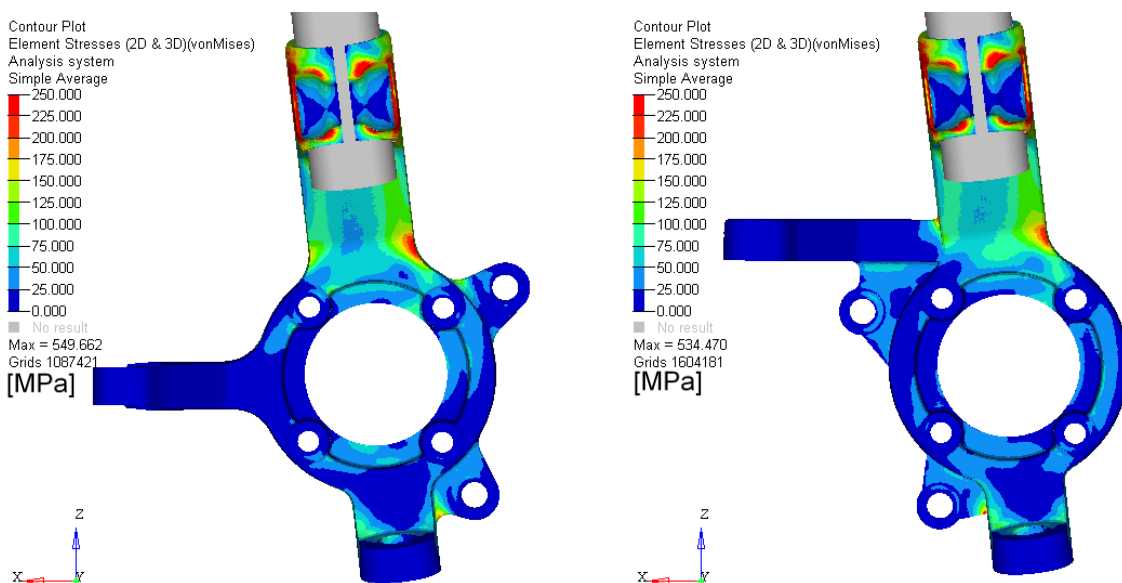 Contour Plot
Element Stresses (2D & 3D)(vonMises)
Analysis system
Simple Average
250.000
225.000
200.000
175.000
150.000
125.000
100.000
75.000
50.000
25.000
0.000
No result
Max = 549.662
Grids 1087421
[MPa]
Z
X
Y
Contour Plot
Element Stresses (2D & 3D)(vonMises)
Analysis system
Simple Average
250.000
225.000
200.000
175.000
150.000
125.000
100.000
75.000
50.000
25.000
0.000
No result
Max = 534.470
Grids 1604181
[MPa]
Z
X
Y